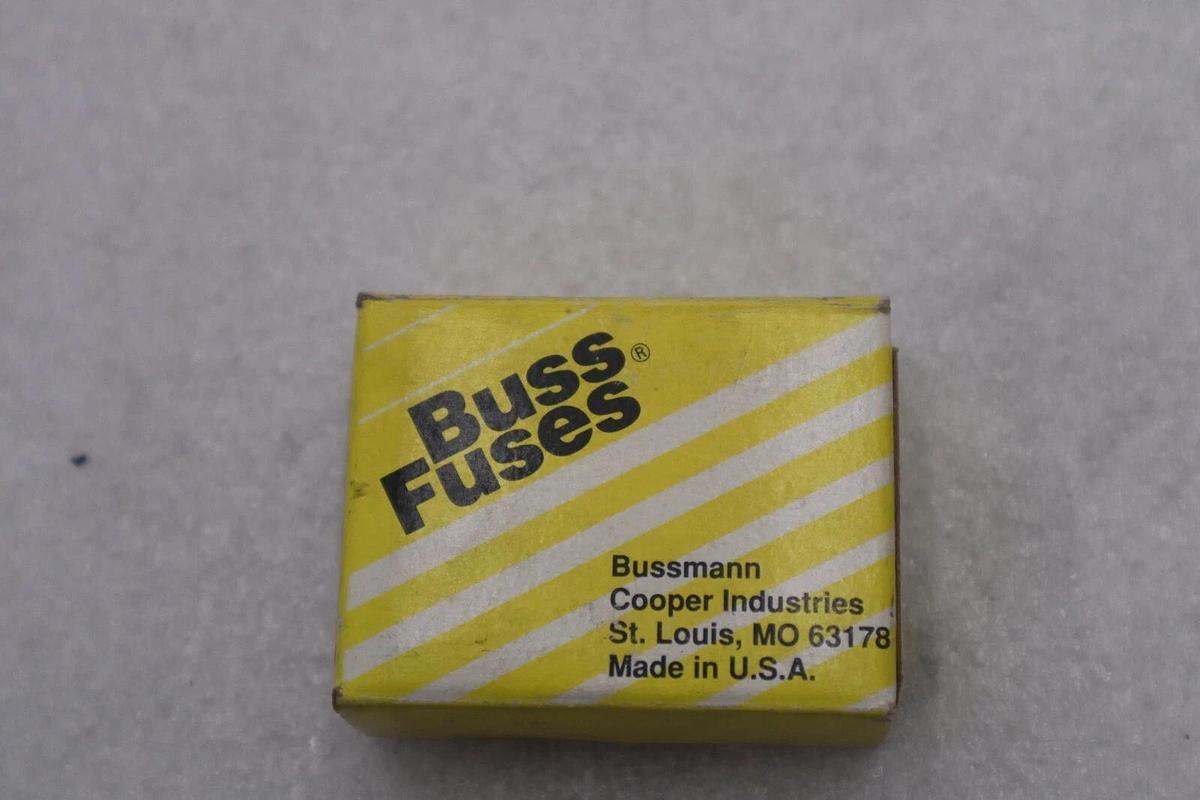 Buss®
Fuses
Bussmann
Cooper Industries
St. Louis, MO 63178
Made in U.S.A.